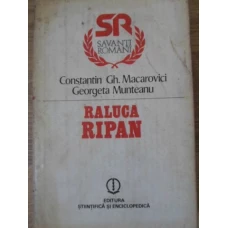 SR
SAVANȚI
ROMÂNI
Constantin Gh. Macarovici
Georgeta Munteanu
RALUCA
RIPAN
EDITURA
ȘTIINȚIFICĂ ȘI ENCICLOPEDICĂ